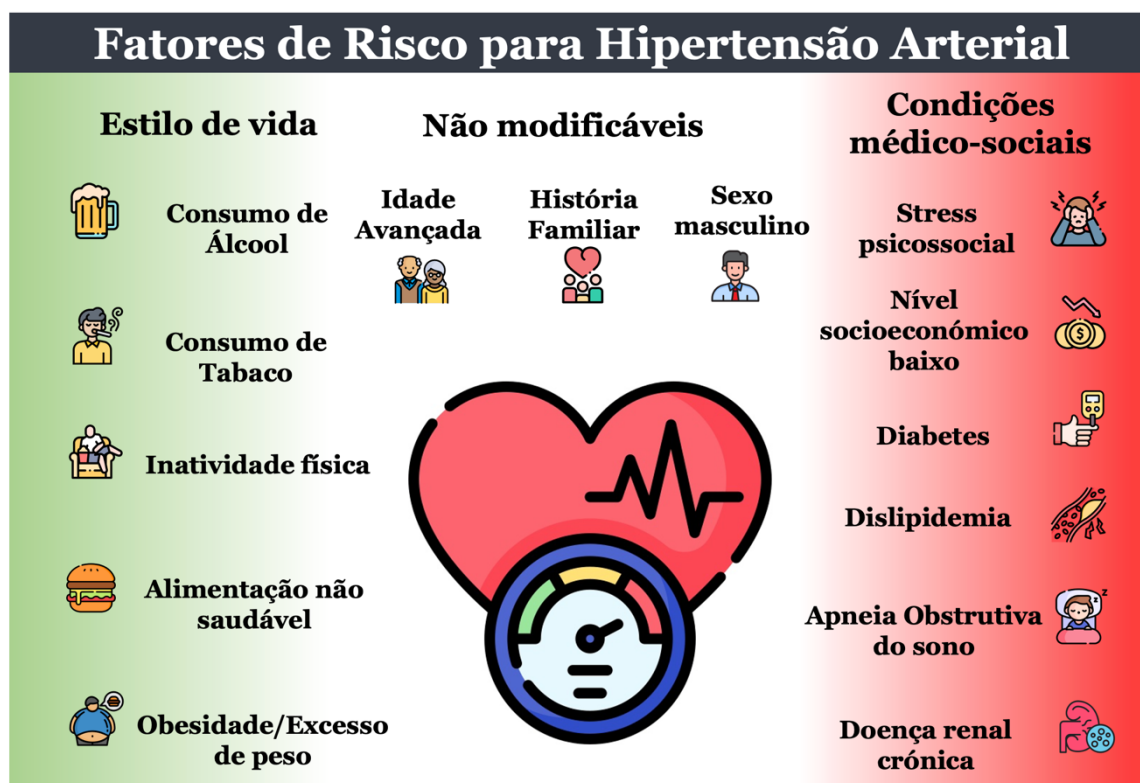 Fatores de Risco para Hipertensão Arterial
Estilo de vida
Consumo de
Álcool
Consumo de
Tabaco
Inatividade física
Alimentação não
saudável
Obesidade/Excesso
de peso
Não modificáveis
Idade
Avançada
História
Familiar
Sexo
masculino
Condições
médico-sociais
Stress
psicossocial
Nível
socioeconómico
baixo
Diabetes
Dislipidemia
Apneia Obstrutiva
do sono
Doença renal
crónica